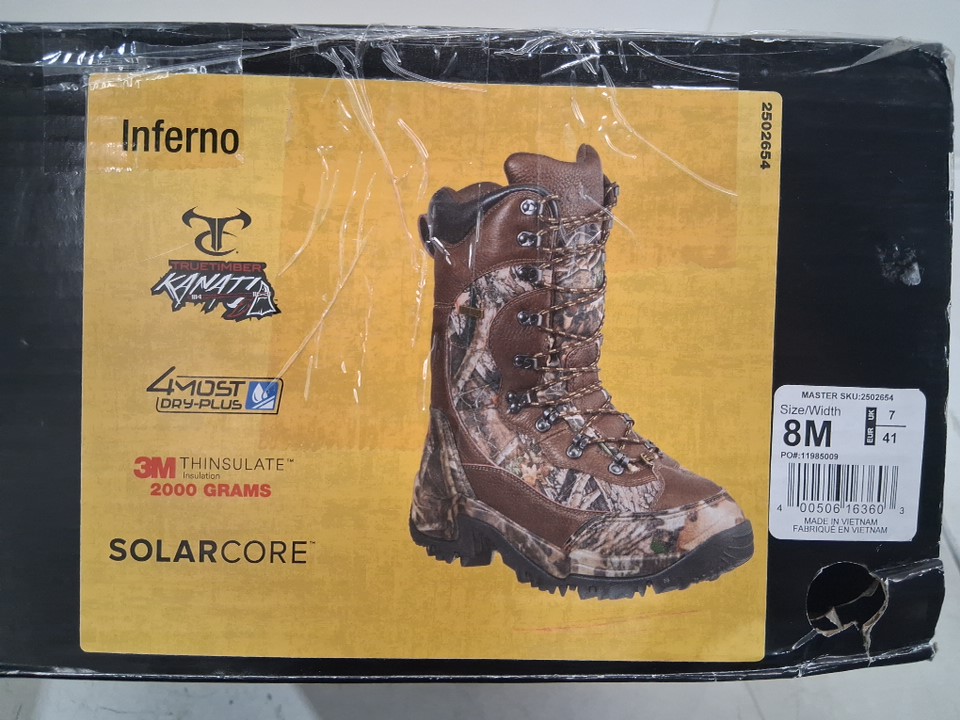 Inferno
2502654
TRUETIMBER
KANATI
4MOST
DRY-PLUS
3M THINSULATE™
Insulation
2000 GRAMS
SOLARCORE™
MASTER SKU:2502654
Size/Width
8M
UK 7
EUR 41
PO#:11985009
4 00506 16360 3
MADE IN VIETNAM
FABRIQUÉ EN VIETNAM